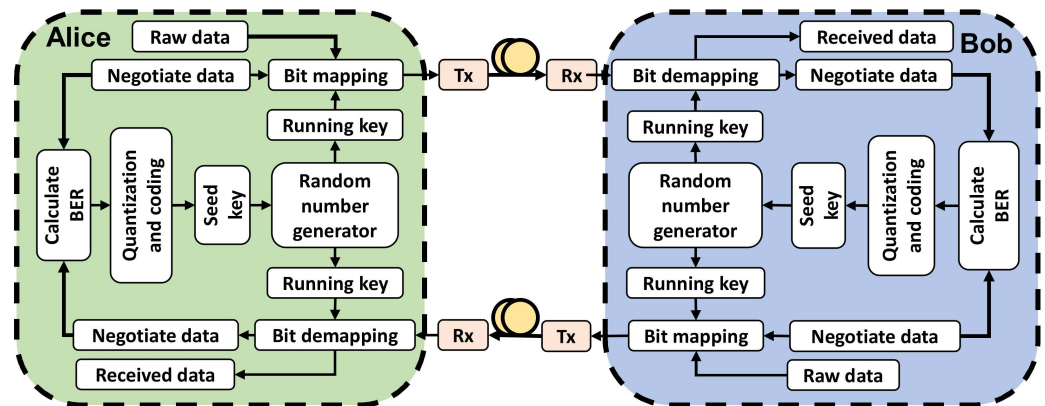 Alice
Raw data
Negotiate data
Bit mapping
Running key
Calculate
BER
Quantization
and coding
Seed
key
Random
number
generator
Running key
Negotiate data
Bit demapping
Received data
Tx
Rx
Rx
Tx
Bob
Received data
Bit demapping
Negotiate data
Running key
Random
number
generator
Seed
key
Quantization
and coding
Calculate
BER
Running key
Bit mapping
Negotiate data
Raw data